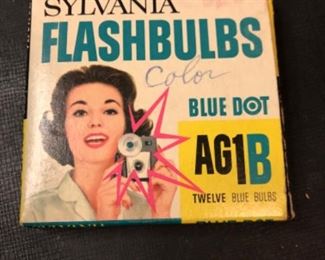 SYLVANIA
FLASHBULBS
Color
BLUE DOT
AG1B
TWELVE BLUE BULBS